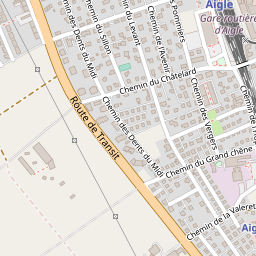 Aigle
Gare routière
d'Aigle
Pommiers
Chemin du Levant
Chemin de l'Avenir
Chemin du Sillon
Chemin des Dents du Midi
Chemin du Châtelard
Chemin des Vergers
Route de Transit
Chemin des Dents du Midi
Chemin du Grand chêne
Chemin de la Valeret
Aigl